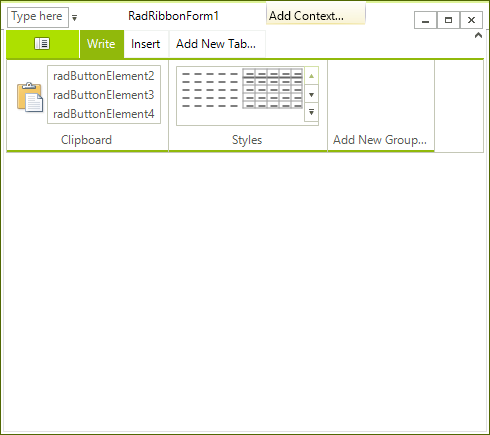 Type here
RadRibbonForm1
Add Context...
Write
Insert
Add New Tab...
radButtonElement2
radButtonElement3
radButtonElement4
Clipboard
Styles
Add New Group...